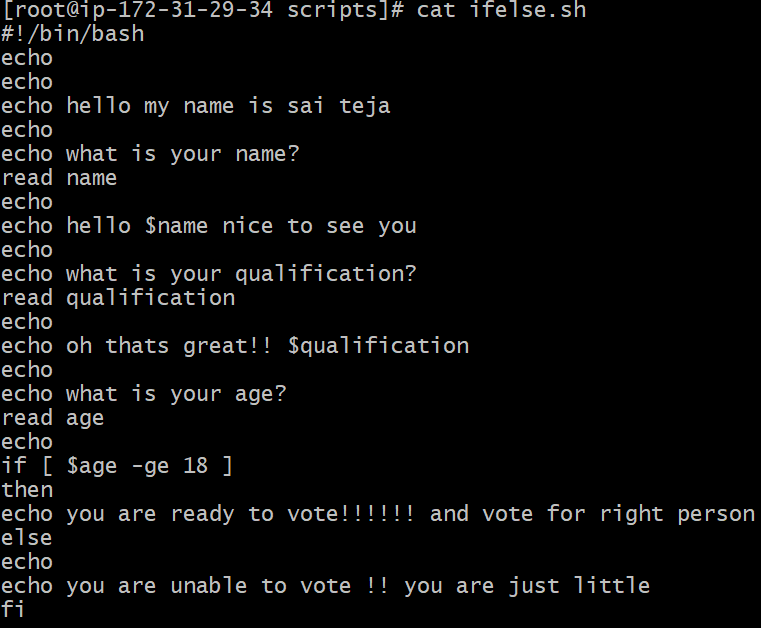 [root@ip-172-31-29-34 scripts]# cat ifelse.sh
#!/bin/bash
echo
echo
echo hello my name is sai teja
echo
echo what is your name?
read name
echo
echo hello $name nice to see you
echo
echo what is your qualification?
read qualification
echo
echo oh thats great!! $qualification
echo
echo what is your age?
read age
echo
if [ $age -ge 18 ]
then
echo you are ready to vote!!!!!! and vote for right person
else
echo
echo you are unable to vote !! you are just little
fi